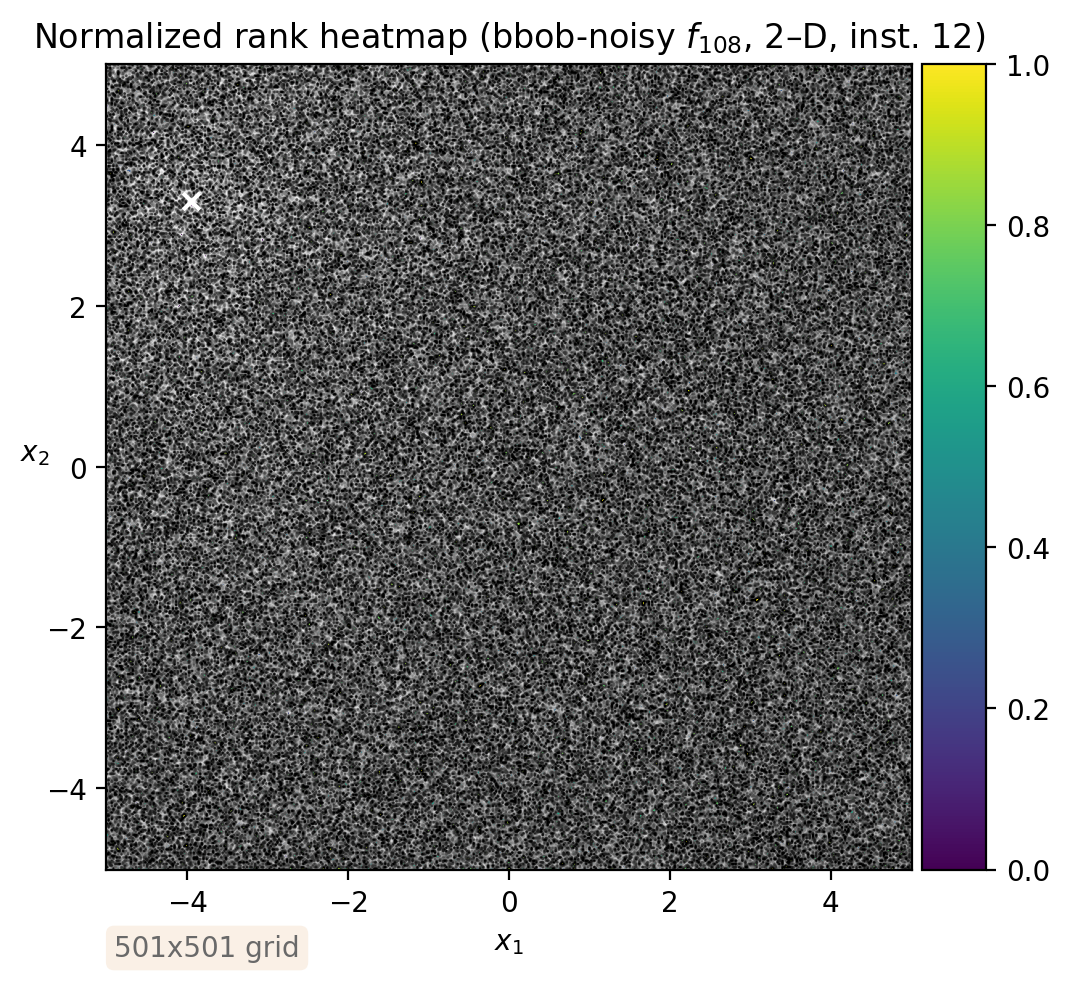 Normalized rank heatmap (bbob-noisy f₁₀₈, 2–D, inst. 12)
1.0
0.8
0.6
0.4
0.2
0.0
4
2
0
−2
−4
x₂
−4 −2 0 2 4
x₁
501x501 grid